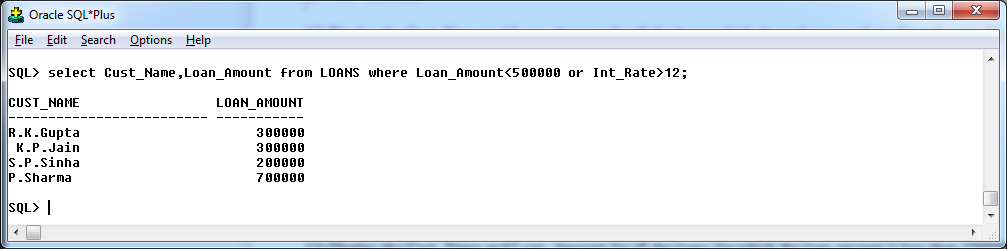 Oracle SQL*Plus
File Edit Search Options Help
SQL> select Cust_Name,Loan_Amount from LOANS where Loan_Amount<500000 or Int_Rate>12;
CUST_NAME                  LOAN_AMOUNT
-------------------------- -----------
R.K.Gupta                       300000
 K.P.Jain                       300000
S.P.Sinha                       200000
P.Sharma                        700000
SQL>